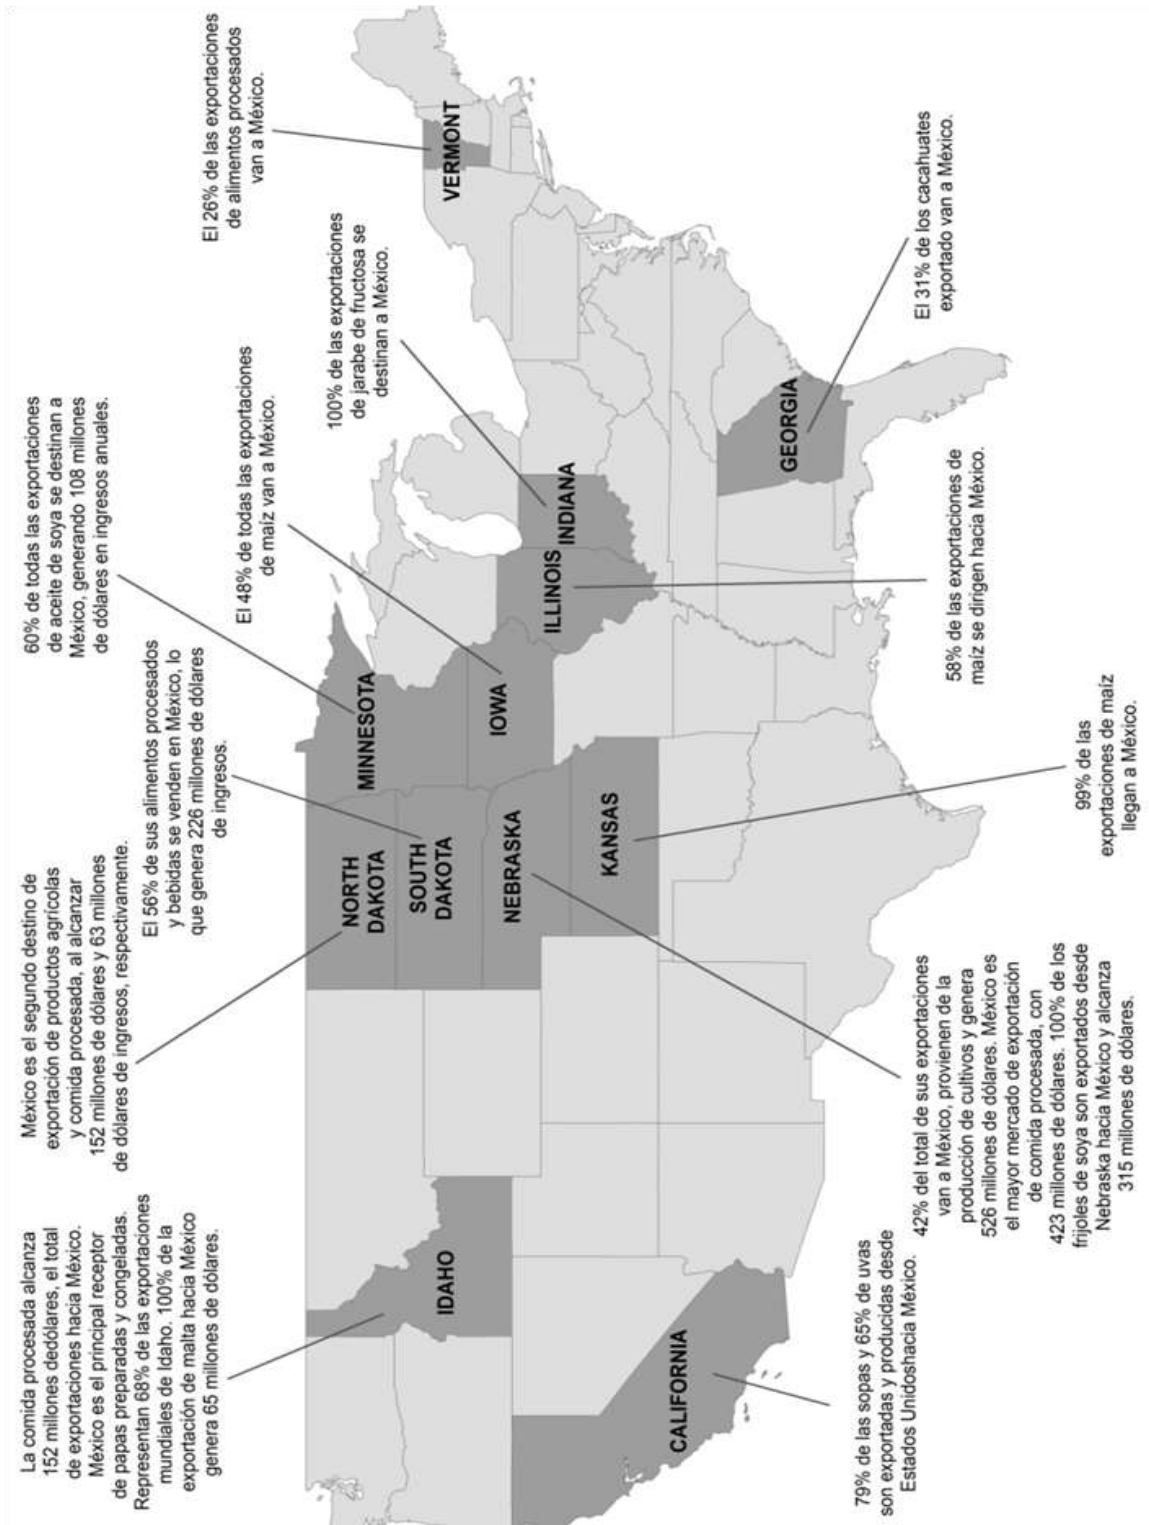 La comida procesada alcanza
152 millones dedólares, el total
de exportaciones hacia México.
México es el principal receptor
de papas preparadas y congeladas.
Representan 68% de las exportaciones
mundiales de Idaho. 100% de la
exportación de malta hacia México
genera 65 millones de dólares.
México es el segundo destino de
exportación de productos agrícolas
y comida procesada, al alcanzar
152 millones de dólares y 63 millones
de dólares de ingresos, respectivamente.
El 56% de sus alimentos procesados
y bebidas se venden en México, lo
que genera 226 millones de dólares
de ingresos.
60% de todas las exportaciones
de aceite de soya se destinan a
México, generando 108 millones
de dólares en ingresos anuales.
El 48% de todas las exportaciones
de maíz van a México.
100% de las exportaciones
de jarabe de fructosa se
destinan a México.
El 26% de las exportaciones
de alimentos procesados
van a México.
IDAHO
NORTH
DAKOTA
MINNESOTA
SOUTH
DAKOTA
VERMONT
NEBRASKA
IOWA
ILLINOIS
INDIANA
KANSAS
CALIFORNIA
GEORGIA
79% de las sopas y 65% de uvas
son exportadas y producidas desde
Estados Unidoshacia México.
42% del total de sus exportaciones
van a México, provienen de la
producción de cultivos y genera
526 millones de dólares. México es
el mayor mercado de exportación
de comida procesada, con
423 millones de dólares. 100% de los
frijoles de soya son exportados desde
Nebraska hacia México y alcanza
315 millones de dólares.
99% de las
exportaciones de maíz
llegan a México.
58% de las exportaciones de
maíz se dirigen hacia México.
El 31% de los cacahuates
exportado van a México.